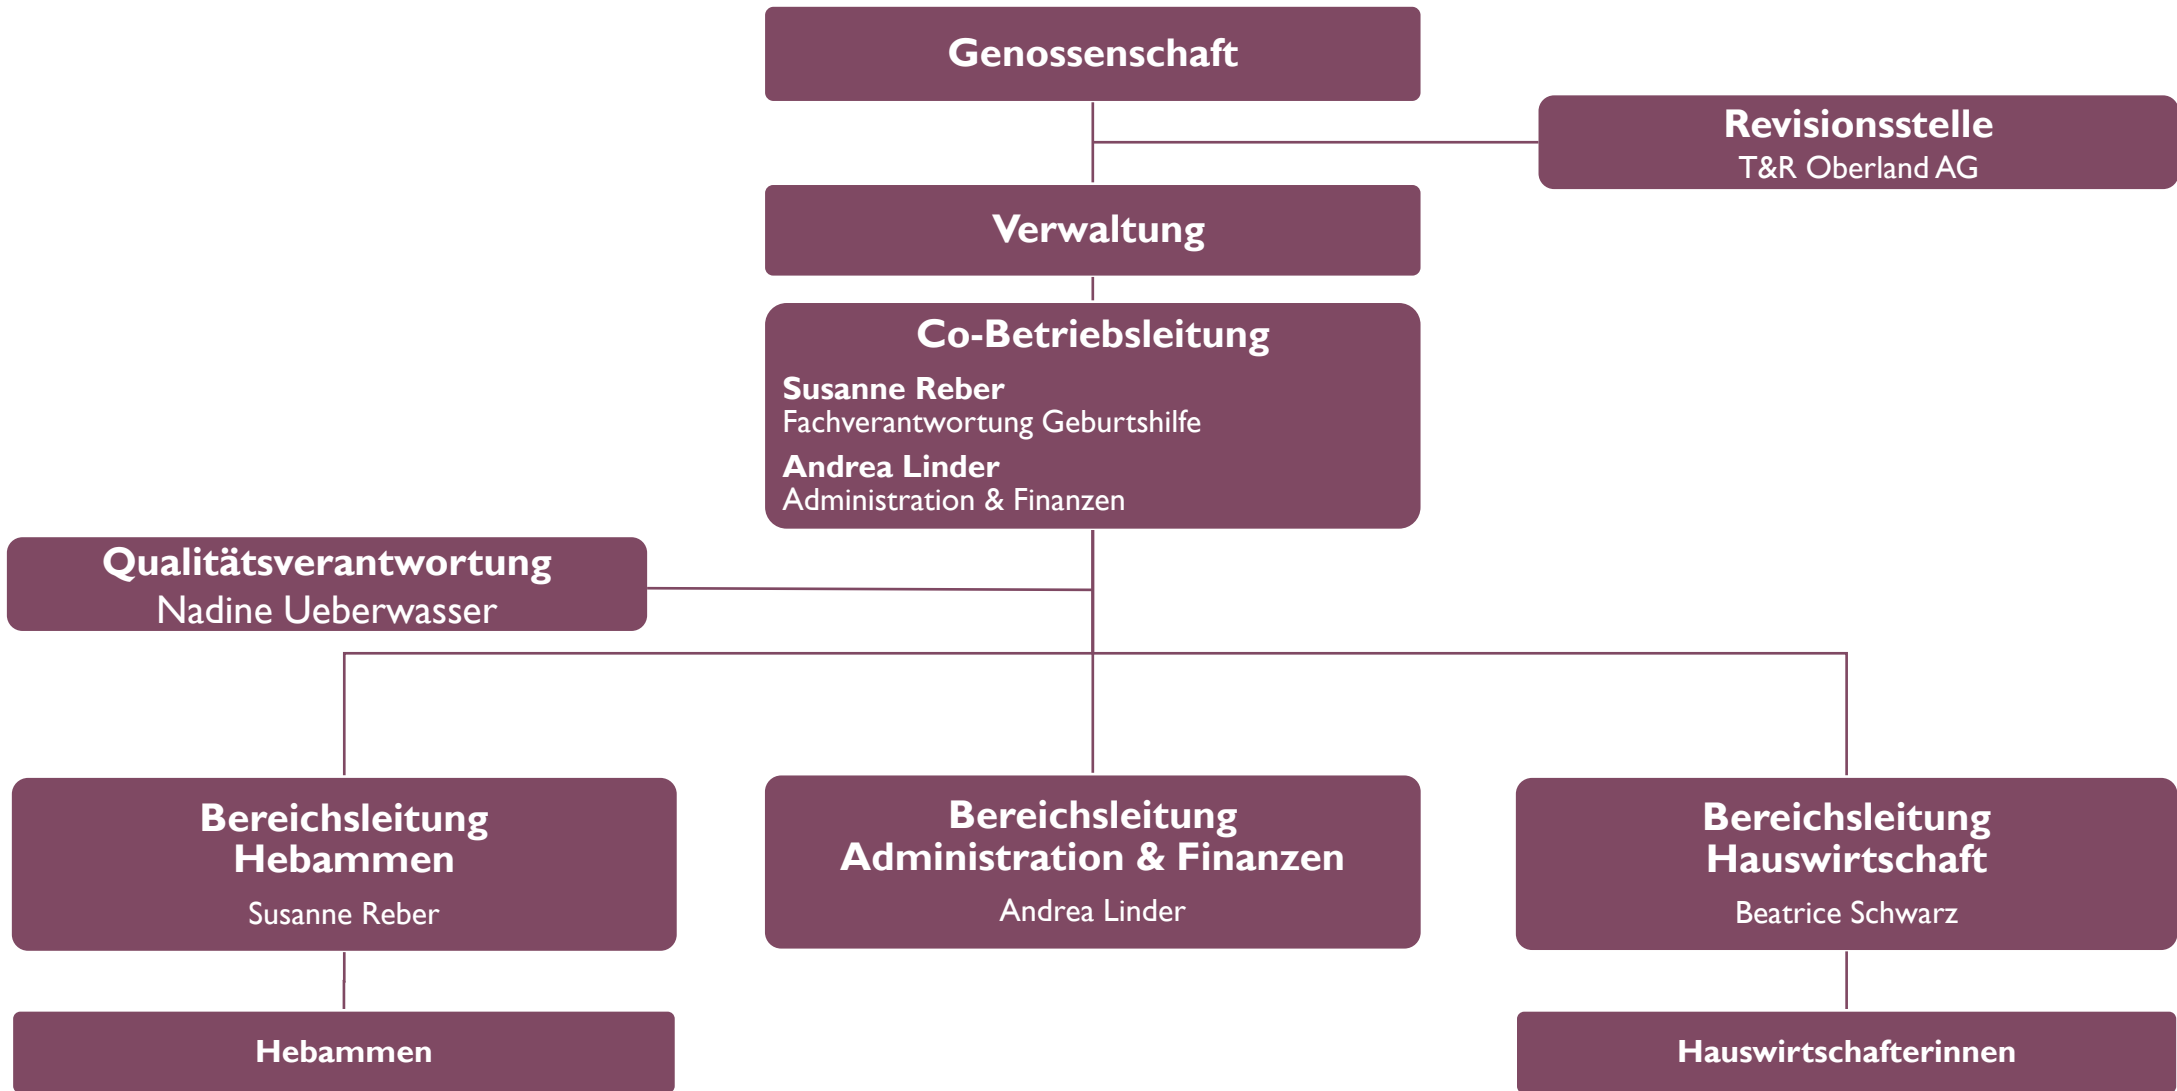 Genossenschaft
Revisionsstelle
T&R Oberland AG
Verwaltung
Co-Betriebsleitung
Susanne Reber
Fachverantwortung Geburtshilfe
Andrea Linder
Administration & Finanzen
Qualitätsverantwortung
Nadine Ueberwasser
Bereichsleitung
Hebammen
Susanne Reber
Bereichsleitung
Administration & Finanzen
Andrea Linder
Bereichsleitung
Hauswirtschaft
Beatrice Schwarz
Hebammen
Hauswirtschafterinnen